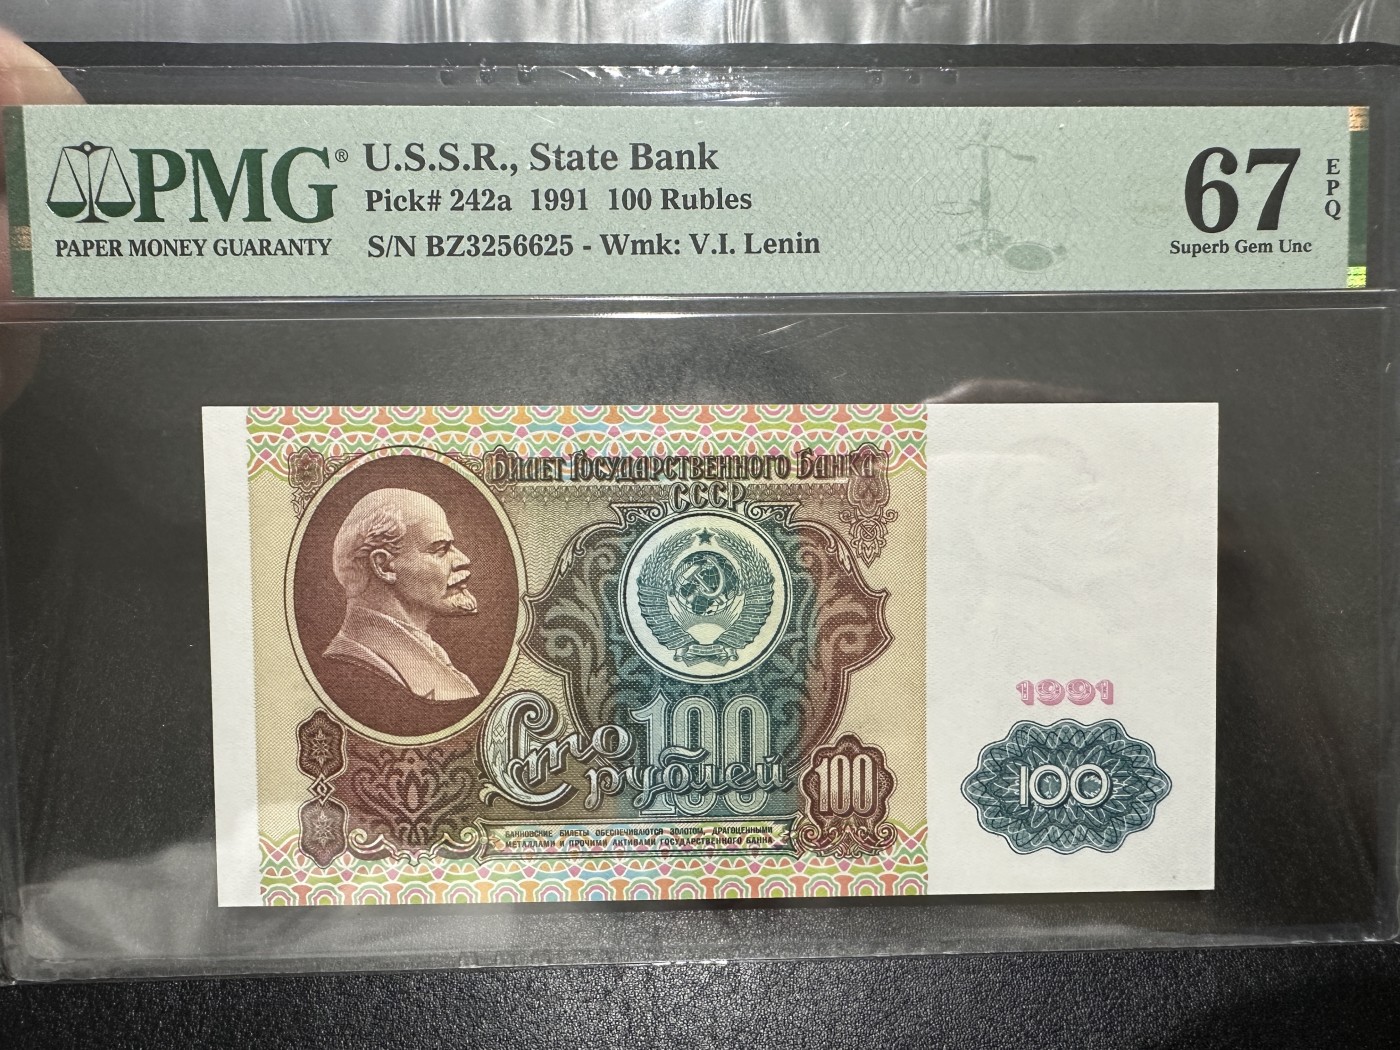 PMG®
PAPER MONEY GUARANTY
U.S.S.R., State Bank
Pick# 242a 1991 100 Rubles
S/N BZ3256625 - Wmk: V.I. Lenin
67
EPQ
Superb Gem Unc
Билет Государственного Банка
СССР
1991
Сто 100
рублей
100
100
БАНКОВСКИЕ БИЛЕТЫ ОБЕСПЕЧИВАЮТСЯ ЗОЛОТОМ, ДРАГОЦЕННЫМИ
МЕТАЛЛАМИ И ПРОЧИМИ АКТИВАМИ ГОСУДАРСТВЕННОГО БАНКА